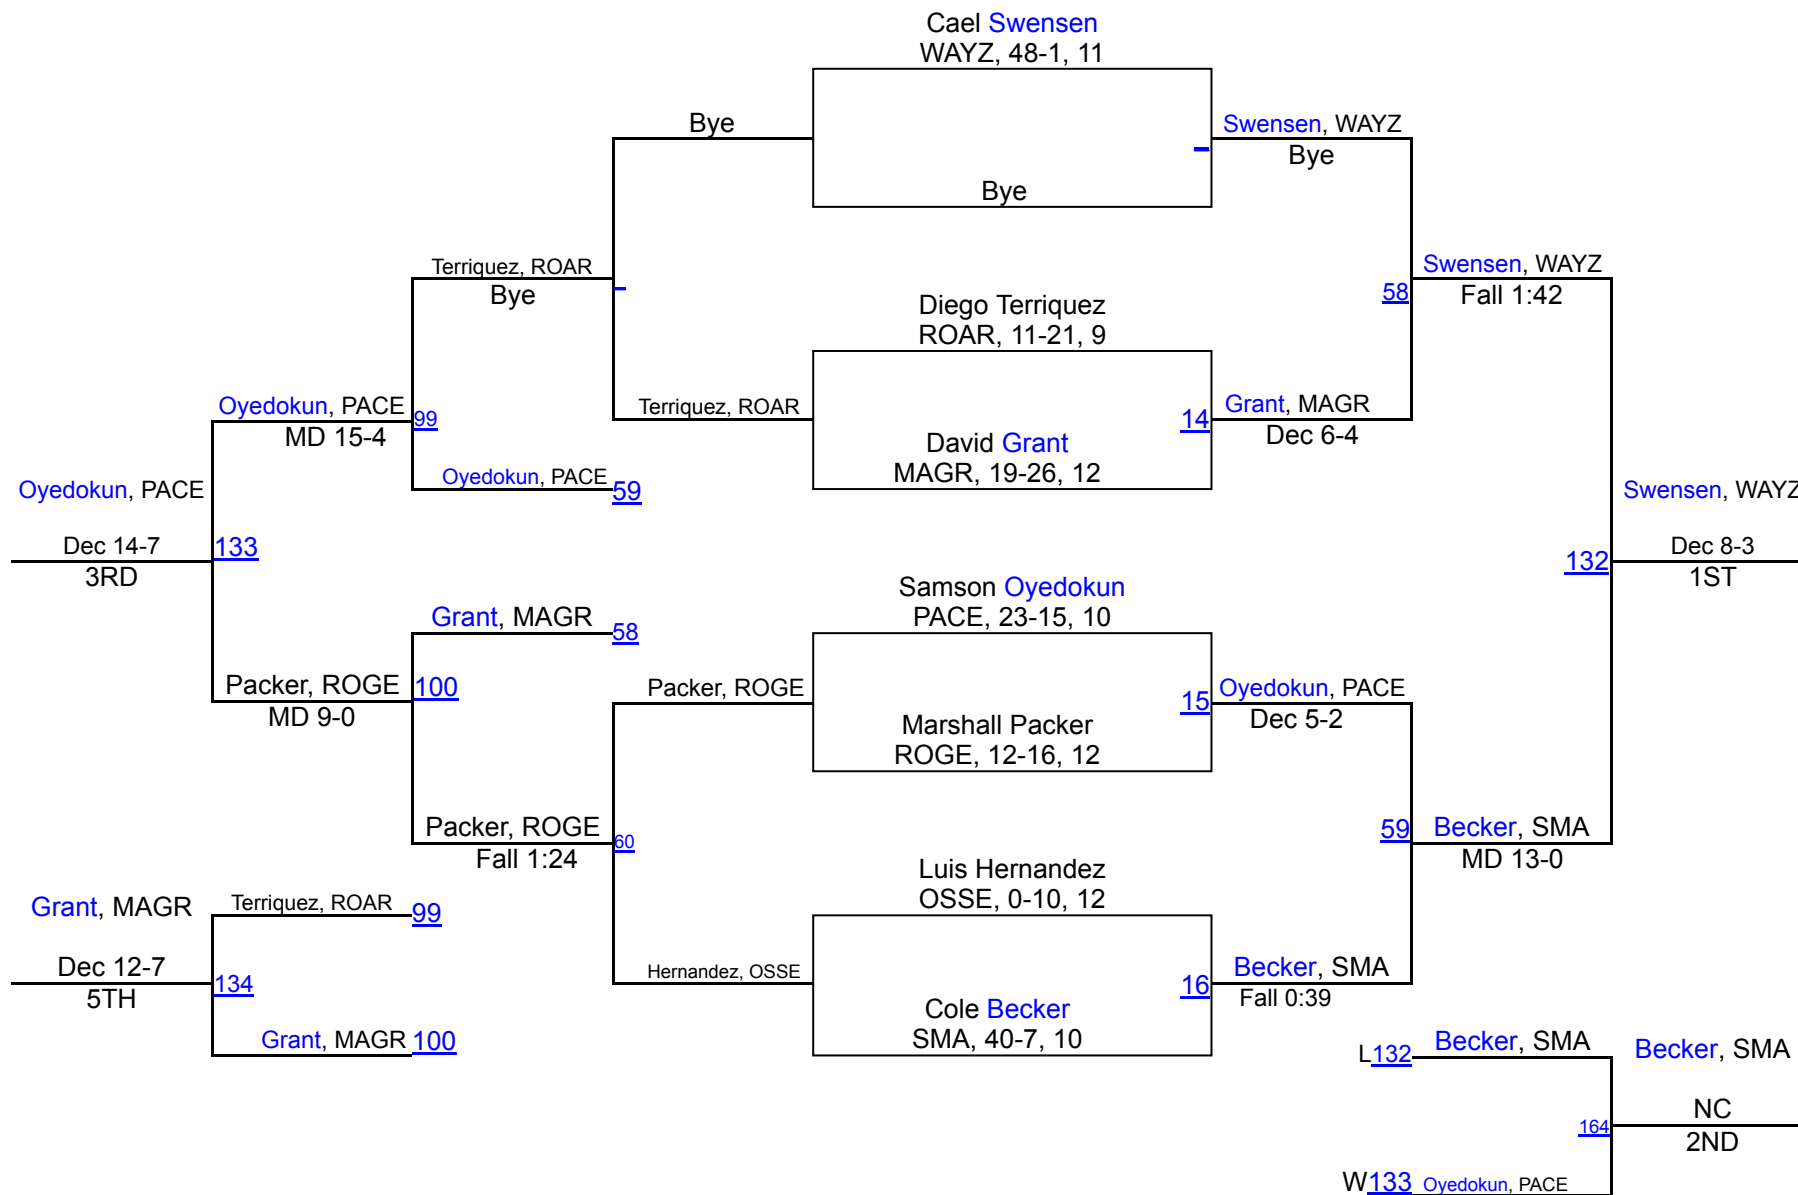 Cael Swensen
WAYZ, 48-1, 11
Bye
Swensen, WAYZ
Bye
Bye
Terriquez, ROAR
Bye
Swensen, WAYZ
58
Fall 1:42
Diego Terriquez
ROAR, 11-21, 9
Oyedokun, PACE
99
MD 15-4
Terriquez, ROAR
14
Grant, MAGR
Dec 6-4
David Grant
MAGR, 19-26, 12
Oyedokun, PACE
59
Oyedokun, PACE
Swensen, WAYZ
Dec 14-7
133
3RD
132
Dec 8-3
1ST
Samson Oyedokun
PACE, 23-15, 10
Grant, MAGR
58
Packer, ROGE
100
MD 9-0
Packer, ROGE
15
Oyedokun, PACE
Dec 5-2
Marshall Packer
ROGE, 12-16, 12
Packer, ROGE
60
Fall 1:24
59
Becker, SMA
MD 13-0
Luis Hernandez
OSSE, 0-10, 12
Grant, MAGR
Terriquez, ROAR
99
Dec 12-7
134
5TH
Hernandez, OSSE
16
Becker, SMA
Fall 0:39
Cole Becker
SMA, 40-7, 10
Grant, MAGR
100
L132
Becker, SMA
Becker, SMA
164
NC
2ND
W133
Oyedokun, PACE